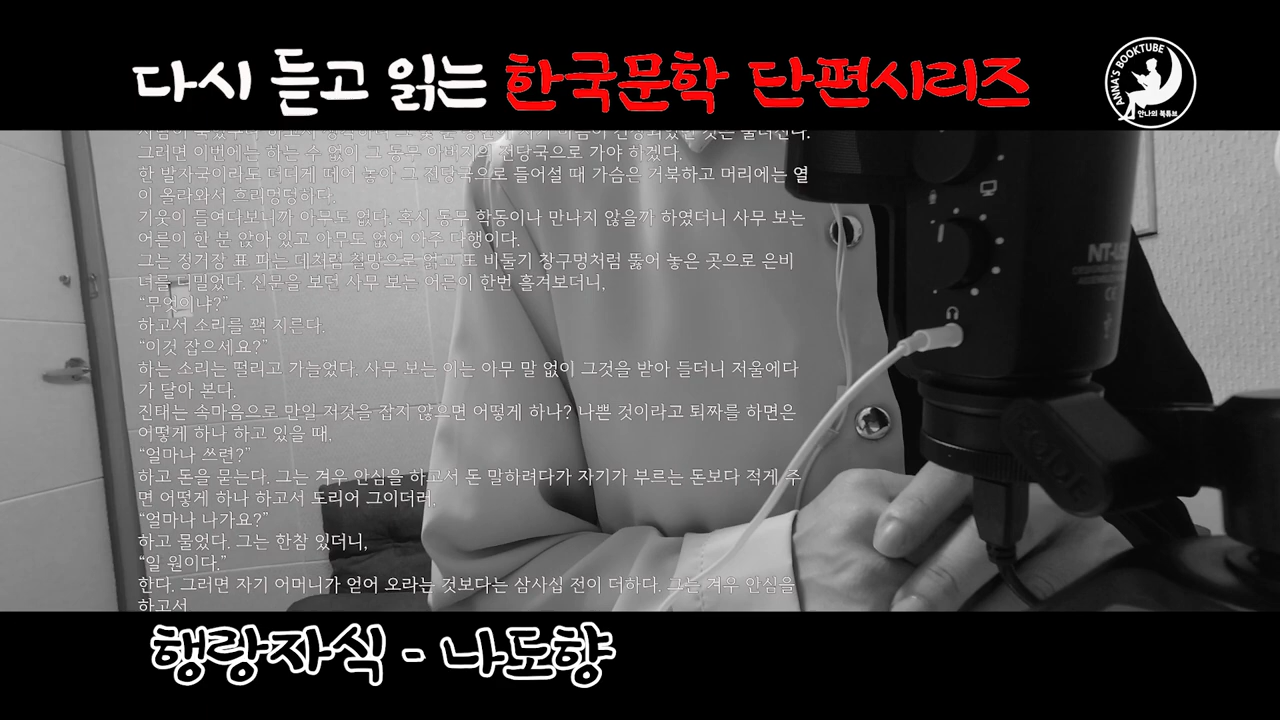 다시 듣고 읽는 한국문학 단편시리즈
ANNA'S BOOKTUBE
안나의 북튜브
그러면 이번에는 하는 수 없이 그 동무 아버지의 전당국으로 가야 하겠다.
한 발자국이라도 더디게 떼어 놓아 그 전당국으로 들어설 때 가슴은 거북하고 머리에는 열
이 올라와서 흐리멍덩하다.
기웃이 들여다보니까 아무도 없다. 혹시 동무 학동이나 만나지 않을까 하였더니 사무 보는
어른이 한 분 앉아 있고 아무도 없어 아주 다행이다.
그는 정거장 表 파는 데처럼 철망으로 얽고 또 비둘기 창구멍처럼 뚫어 놓은 곳으로 은비
녀를 디밀었다. 신문을 보던 사무 보는 어른이 한번 흘겨보더니,
“무엇이냐?”
하고서 소리를 꽥 지른다.
“이것 잡으세요?”
하는 소리는 떨리고 가늘었다. 사무 보는 이는 아무 말 없이 그것을 받아 들더니 저울에다
가 달아 본다.
진태는 속마음으로 만일 저것을 잡지 않으면 어떻게 하나? 나쁜 것이라고 퇴짜를 하면은
어떻게 하나 하고 있을 때,
“얼마나 쓰련?”
하고 돈을 묻는다. 그는 겨우 안심을 하고서 돈 말하려다가 자기가 부르는 돈보다 적게 주
면 어떻게 하나 하고서 도리어 그이더러,
“얼마나 나가요?”
하고 물었다. 그는 한참 있더니,
“일 원이다.”
한다. 그러면 자기 어머니가 얻어 오라는 것보다는 삼사십 전이 더하다. 그는 겨우 안심을
하고서
NT-US
CE
행랑자식 - 나도향